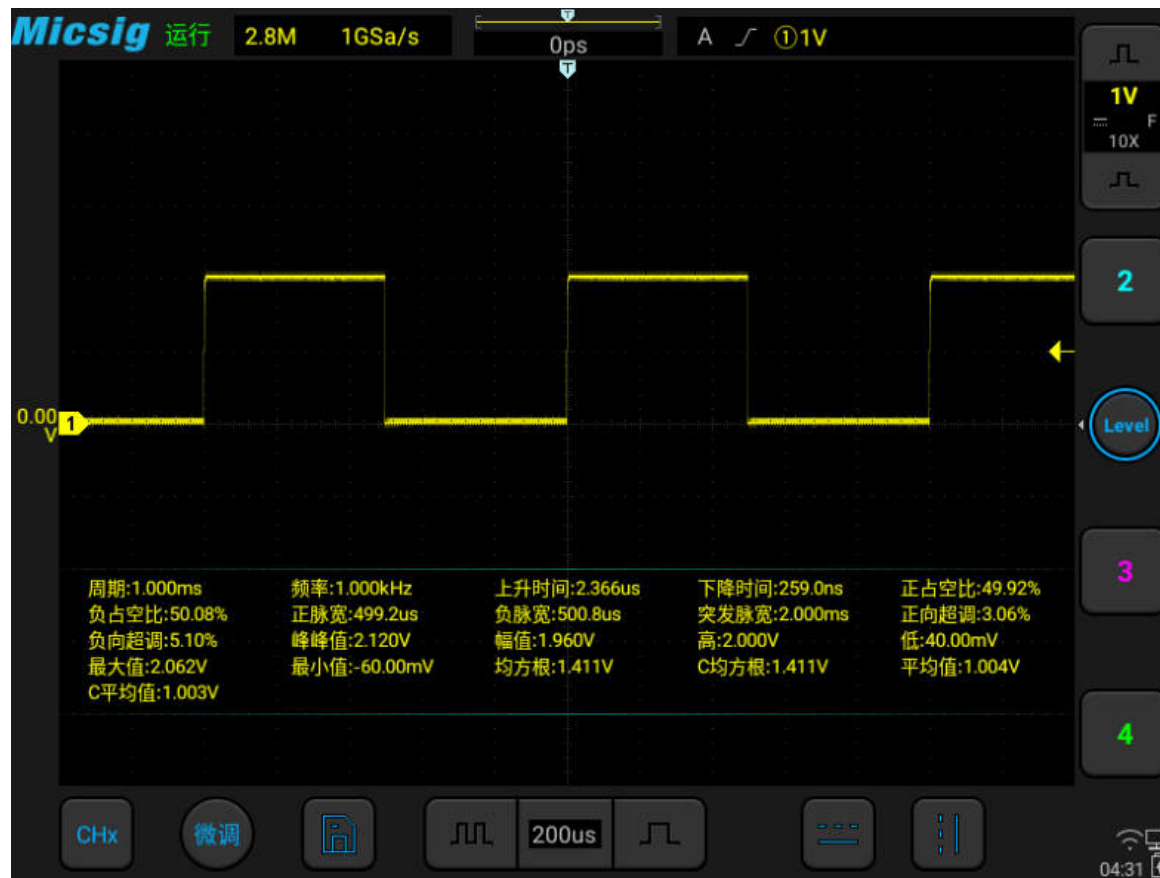 Micsig 运行 2.8M 1GSa/s 0ps A ①1V
T
T
1V
F
10X
2
0.00
V
1
Level
3
周期:1.000ms 频率:1.000kHz 上升时间:2.366us 下降时间:259.0ns 正占空比:49.92%
负占空比:50.08% 正脉宽:499.2us 负脉宽:500.8us 突发脉宽:2.000ms 正向超调:3.06%
负向超调:5.10% 峰峰值:2.120V 幅值:1.960V 高:2.000V 低:40.00mV
最大值:2.062V 最小值:-60.00mV 均方根:1.411V C均方根:1.411V 平均值:1.004V
C平均值:1.003V
4
CHx 微调 200us
04:31